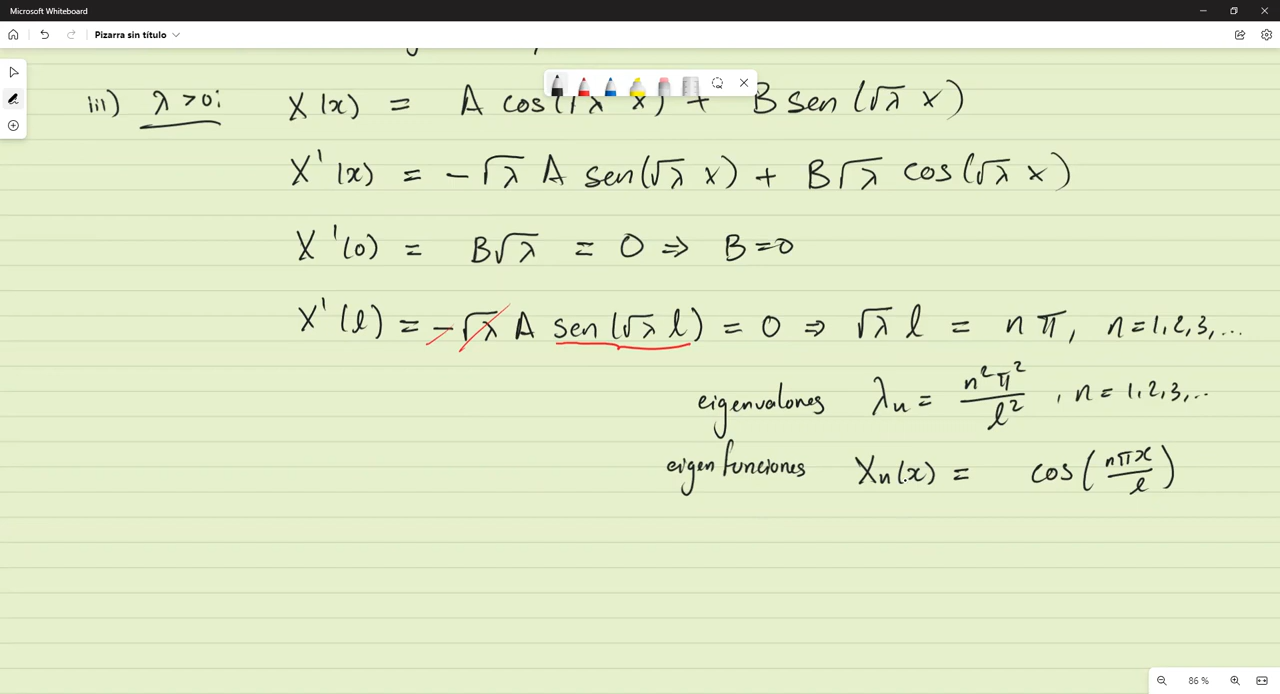 Microsoft Whiteboard
Pizarra sin título
iii) λ > 0: X(x) = A cos(√λ x) + B sen(√λ x)
X'(x) = -√λ A sen(√λ x) + B√λ cos(√λ x)
X'(0) = B√λ = 0 ⇒ B = 0
X'(l) = -√λ A sen(√λ l) = 0 ⇒ √λ l = nπ, n = 1,2,3,...
eigenvalores λn = n²π²/l², n = 1,2,3,...
eigenfunciones Xn(x) = cos(nπx/l)
86 %